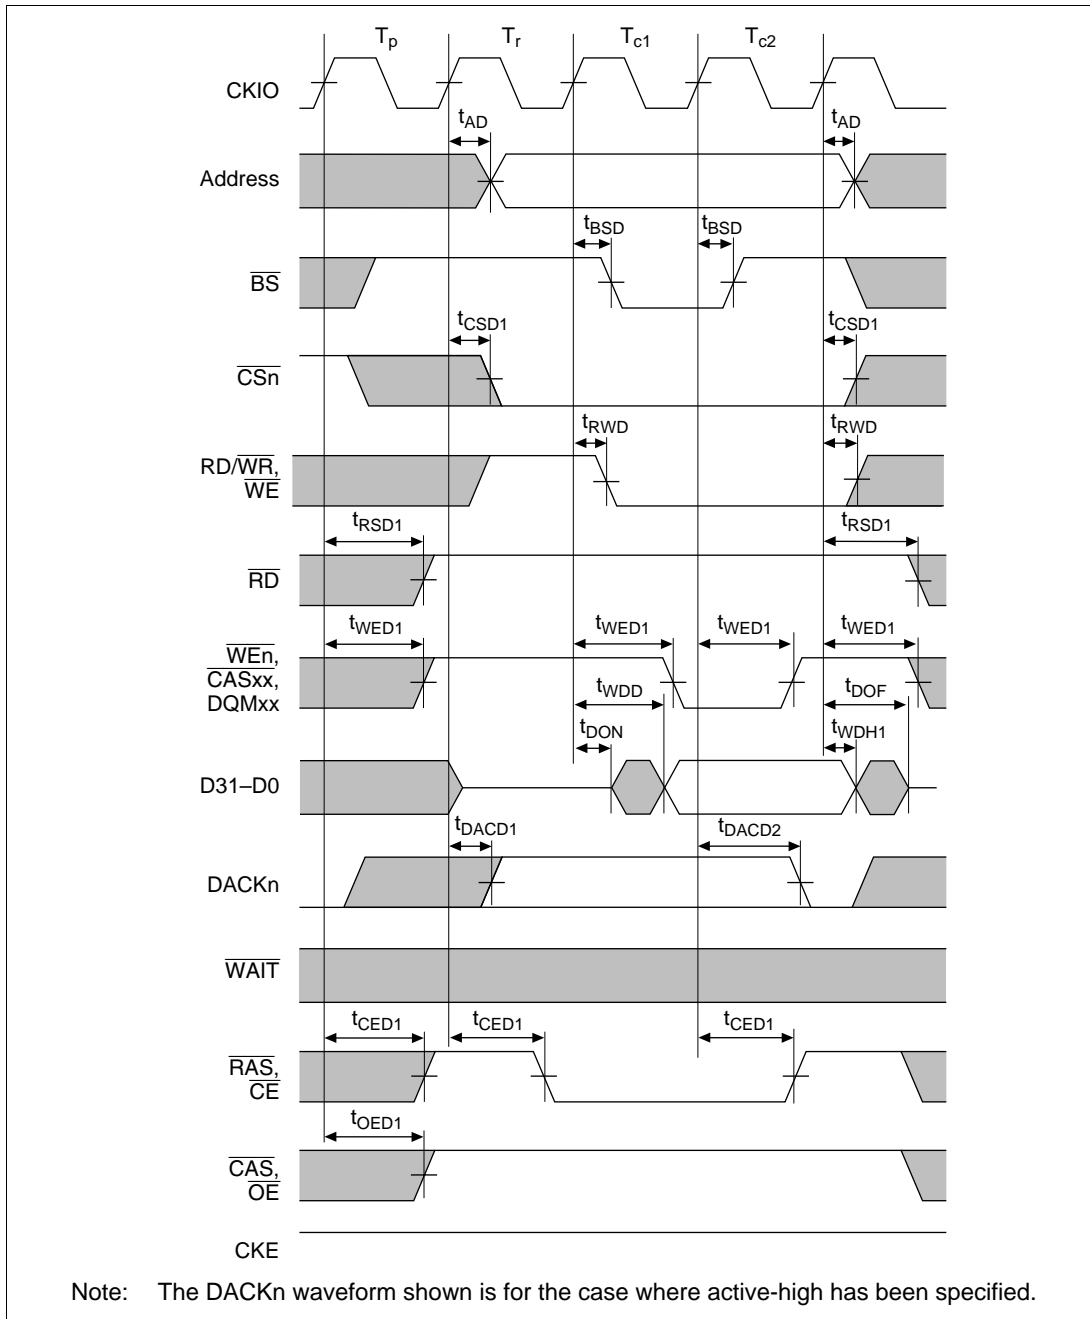 Tp Tr Tc1 Tc2
CKIO
tAD tAD
Address
tBSD tBSD
BS
tCSD1 tCSD1
CSn
tRWD tRWD
RD/WR,
WE
tRSD1 tRSD1
RD
tWED1 tWED1 tWED1 tWED1
WEn,
CASxx,
DQMxx
tWDD tDOF
tDON tWDH1
D31–D0
tDACD1 tDACD2
DACKn
WAIT
tCED1 tCED1 tCED1
RAS,
CE
tOED1
CAS,
OE
CKE
Note: The DACKn waveform shown is for the case where active-high has been specified.